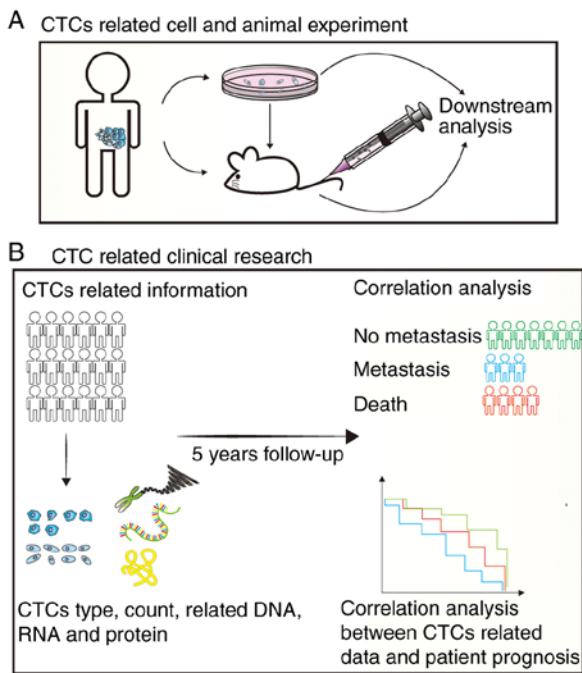 A CTCs related cell and animal experiment
Downstream
analysis
B CTC related clinical research
CTCs related information
Correlation analysis
No metastasis
Metastasis
Death
5 years follow-up
CTCs type, count, related DNA,
RNA and protein
Correlation analysis
between CTCs related
data and patient prognosis